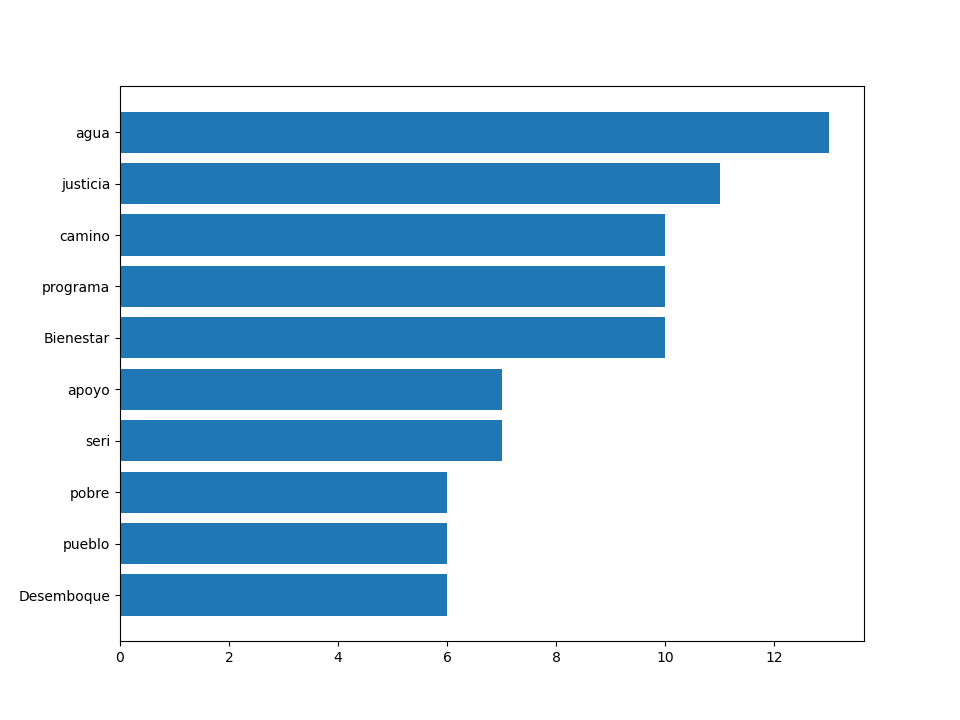 agua
justicia
camino
programa
Bienestar
apoyo
seri
pobre
pueblo
Desemboque
0 2 4 6 8 10 12